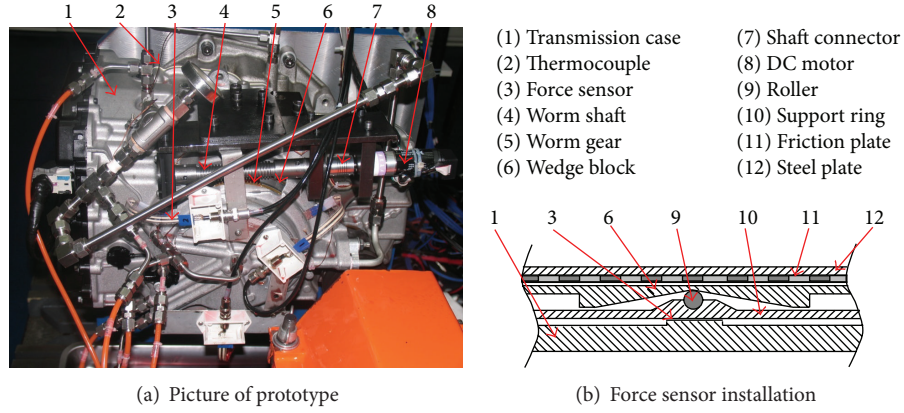 1 2 3 4 5 6 7 8
(1) Transmission case
(2) Thermocouple
(3) Force sensor
(4) Worm shaft
(5) Worm gear
(6) Wedge block
(7) Shaft connector
(8) DC motor
(9) Roller
(10) Support ring
(11) Friction plate
(12) Steel plate
1 3 6 9 10 11 12
(a) Picture of prototype
(b) Force sensor installation